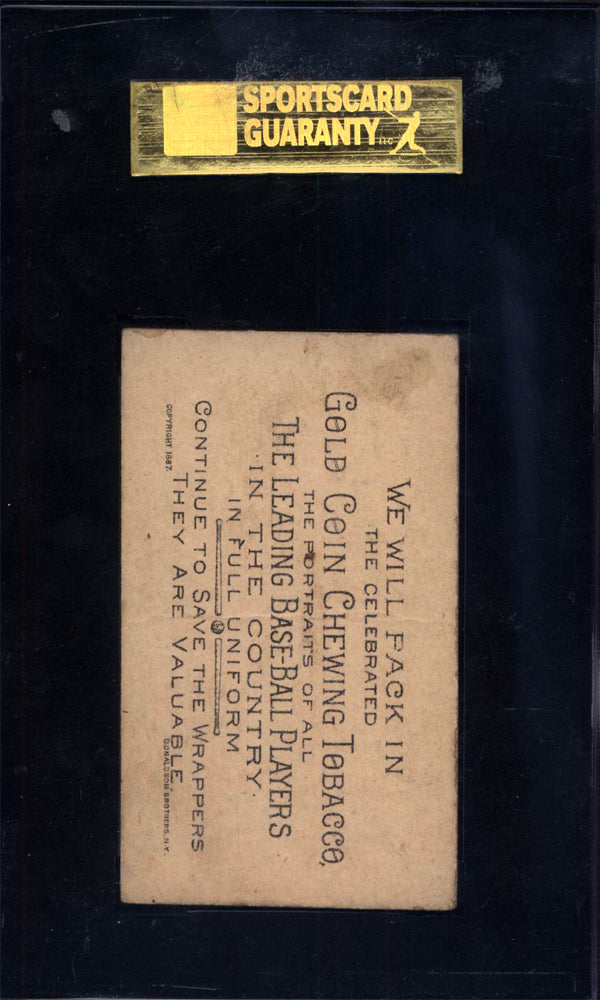 SPORTSCARD
GUARANTY LLC
WE WILL PACK IN
THE CELEBRATED
GOLD COIN CHEWING TOBACCO,
THE PORTRAITS OF ALL
THE LEADING BASE-BALL PLAYERS
·IN THE COUNTRY·
IN FULL UNIFORM
CONTINUE TO SAVE THE WRAPPERS
THEY ARE VALUABLE.
COPYRIGHT 1887.
DONALDSON BROTHERS, N.Y.